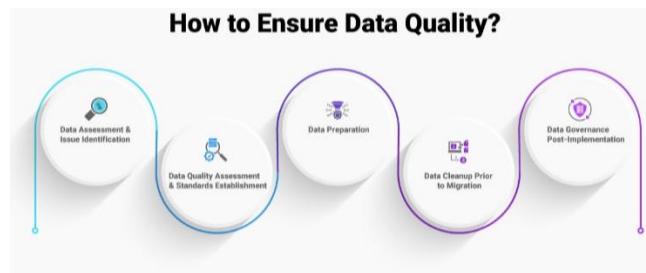 How to Ensure Data Quality?
Data Assessment &
Issue Identification
Data Quality Assessment
& Standards Establishment
Data Preparation
Data Cleanup Prior
to Migration
Data Governance
Post-Implementation